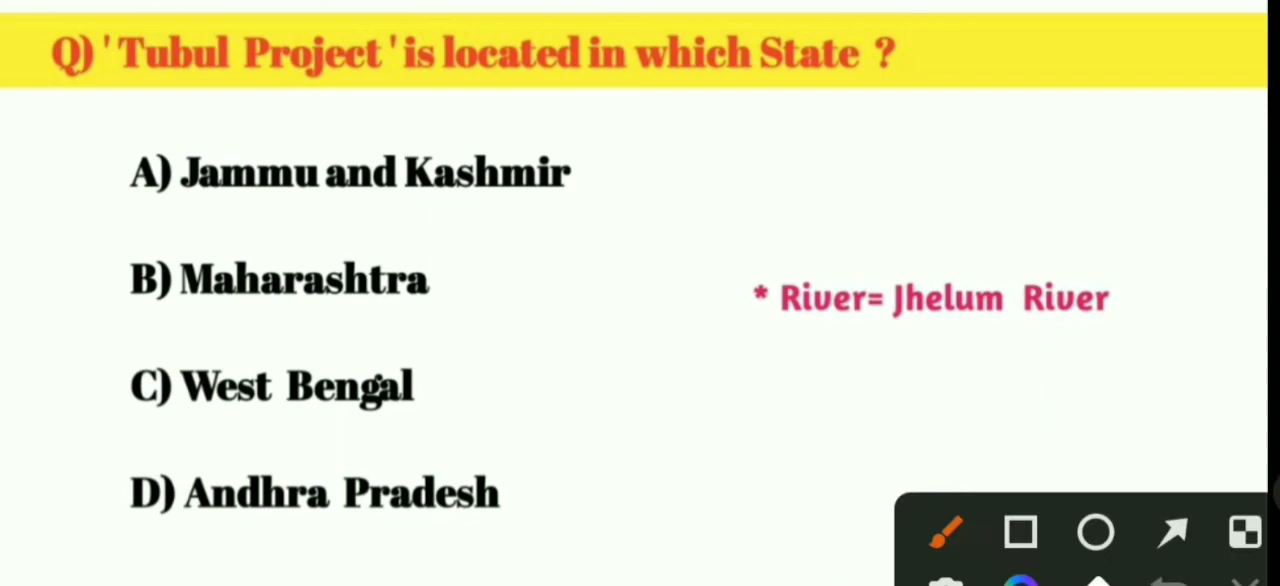 Q) ' Tubul Project ' is located in which State ?
A) Jammu and Kashmir
B) Maharashtra
* River= Jhelum River
C) West Bengal
D) Andhra Pradesh